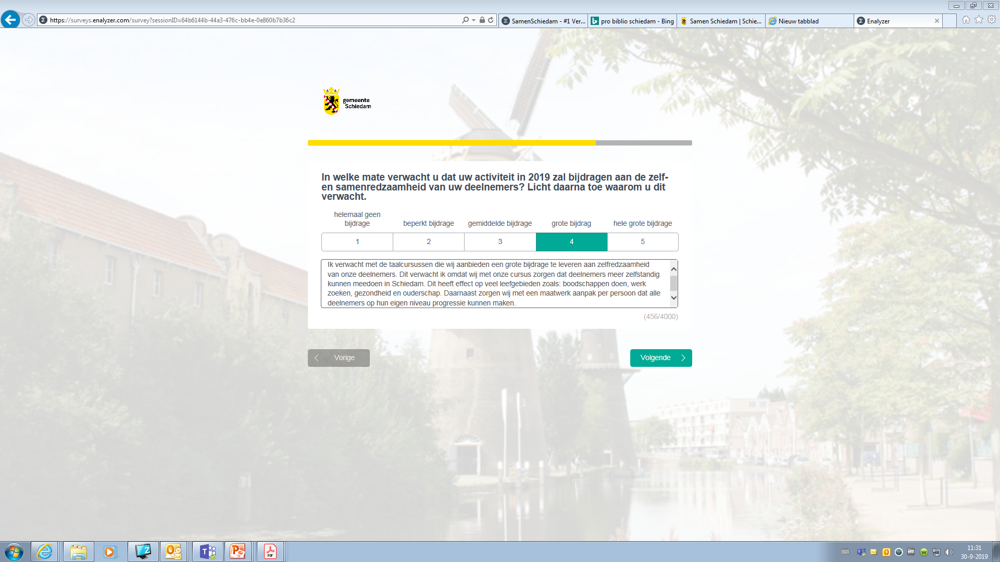 https://surveys.enalyzer.com/survey?sessionID=64b6144b-44a3-476c-bb4e-0e860b7b36c2
SamenSchiedam - #1 Ver...
pro biblio schiedam - Bing
Samen Schiedam | Schie...
Nieuw tabblad
Enalyzer
gemeente
Schiedam
In welke mate verwacht u dat uw activiteit in 2019 zal bijdragen aan de zelf-
en samenredzaamheid van uw deelnemers? Licht daarna toe waarom u dit
verwacht.
helemaal geen
bijdrage
beperkt bijdrage
gemiddelde bijdrage
grote bijdrag
hele grote bijdrage
1
2
3
4
5
Ik verwacht met de taalcursussen die wij aanbieden een grote bijdrage te leveren aan zelfredzaamheid
van onze deelnemers. Dit verwacht ik omdat wij met onze cursus zorgen dat deelnemers meer zelfstandig
kunnen meedoen in Schiedam. Dit heeft effect op veel leefgebieden zoals: boodschappen doen, werk
zoeken, gezondheid en ouderschap. Daarnaast zorgen wij met een maatwerk aanpak per persoon dat alle
deelnemers op hun eigen niveau progressie kunnen maken.
(456/4000)
Vorige
Volgende
11:31
30-9-2019